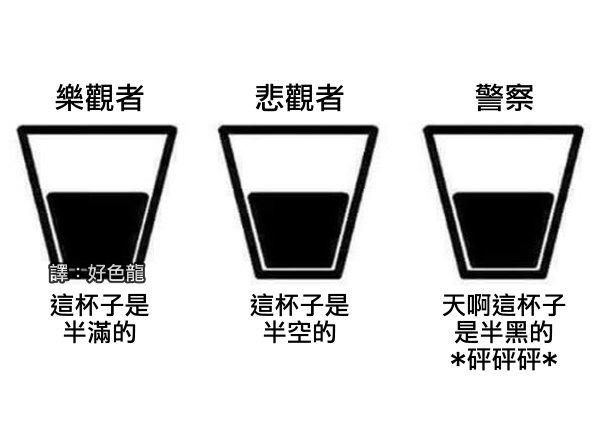 樂觀者
悲觀者
警察
譯：好色龍
這杯子是
半滿的
這杯子是
半空的
天啊這杯子
是半黑的
*砰砰砰*